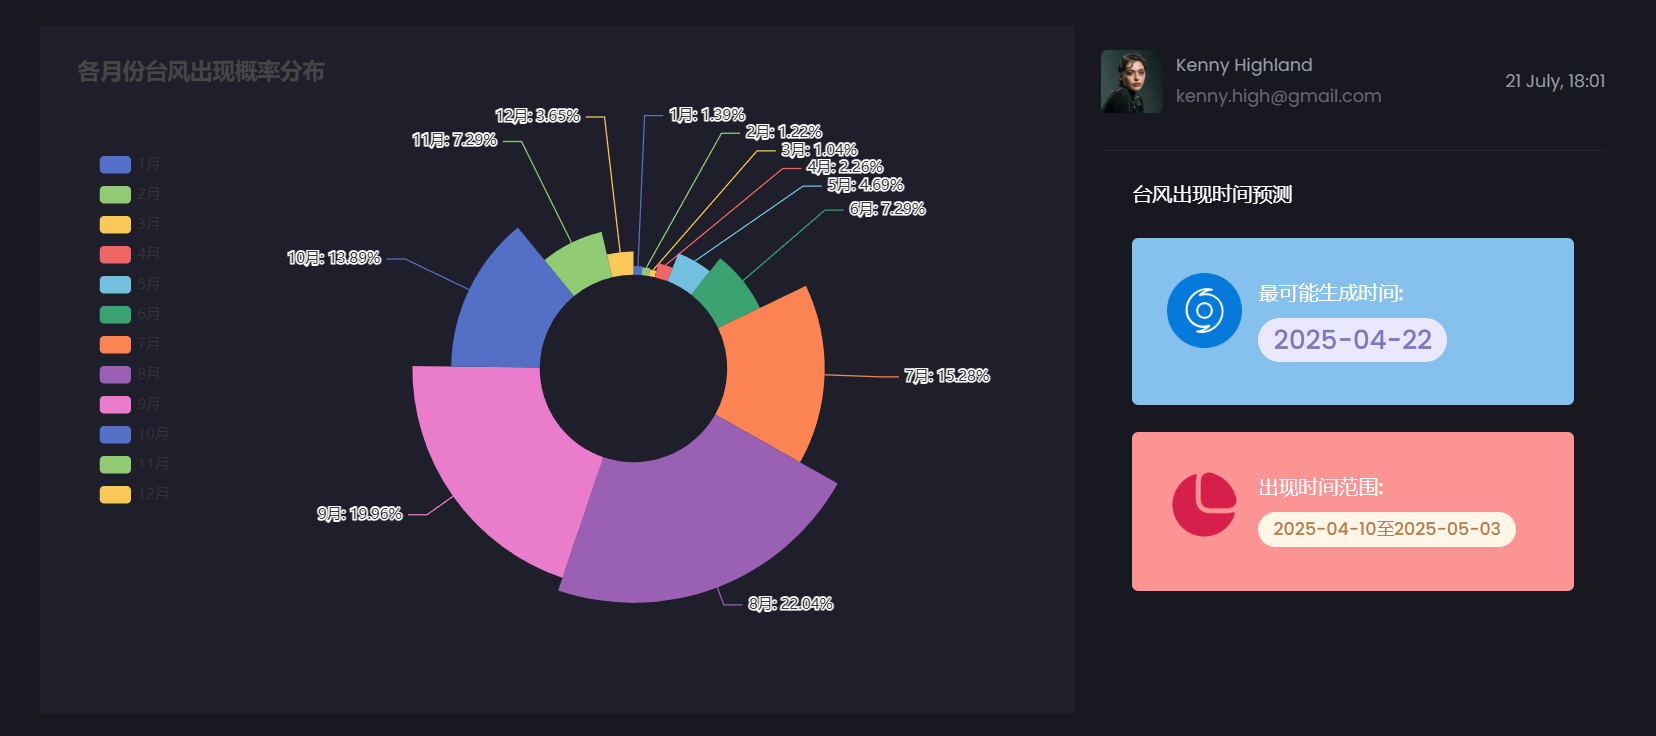 各月份台风出现概率分布
1月
2月
3月
4月
5月
6月
7月
8月
9月
10月
11月
12月
12月: 3.65%
11月: 7.29%
10月: 13.89%
9月: 19.96%
1月: 1.39%
2月: 1.22%
3月: 1.04%
4月: 2.26%
5月: 4.69%
6月: 7.29%
7月: 15.28%
8月: 22.04%
Kenny Highland
kenny.high@gmail.com
21 July, 18:01
台风出现时间预测
最可能生成时间:
2025-04-22
出现时间范围:
2025-04-10至2025-05-03